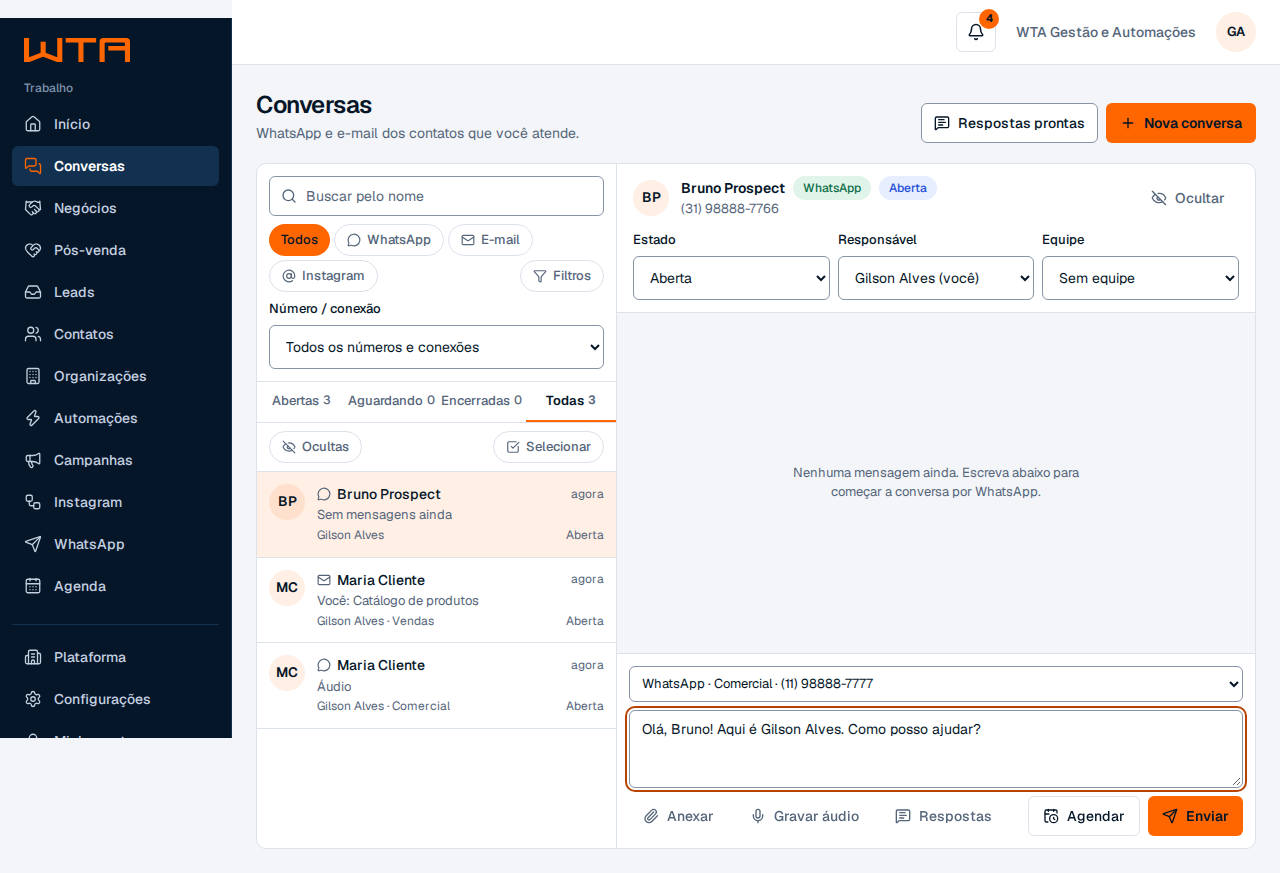 WTA
4
WTA Gestão e Automações
GA
Trabalho
Início
Conversas
Negócios
Pós-venda
Leads
Contatos
Organizações
Automações
Campanhas
Instagram
WhatsApp
Agenda
Plataforma
Configurações
Conversas
WhatsApp e e-mail dos contatos que você atende.
Respostas prontas
Nova conversa
Buscar pelo nome
Todos
WhatsApp
E-mail
Instagram
Filtros
Número / conexão
Todos os números e conexões
Abertas 3
Aguardando 0
Encerradas 0
Todas 3
Ocultas
Selecionar
BP
Bruno Prospect
agora
Sem mensagens ainda
Gilson Alves
Aberta
MC
Maria Cliente
agora
Você: Catálogo de produtos
Gilson Alves · Vendas
Aberta
MC
Maria Cliente
agora
Áudio
Gilson Alves · Comercial
Aberta
BP
Bruno Prospect
WhatsApp
Aberta
(31) 98888-7766
Ocultar
Estado
Responsável
Equipe
Aberta
Gilson Alves (você)
Sem equipe
Nenhuma mensagem ainda. Escreva abaixo para
começar a conversa por WhatsApp.
WhatsApp · Comercial · (11) 98888-7777
Olá, Bruno! Aqui é Gilson Alves. Como posso ajudar?
Anexar
Gravar áudio
Respostas
Agendar
Enviar